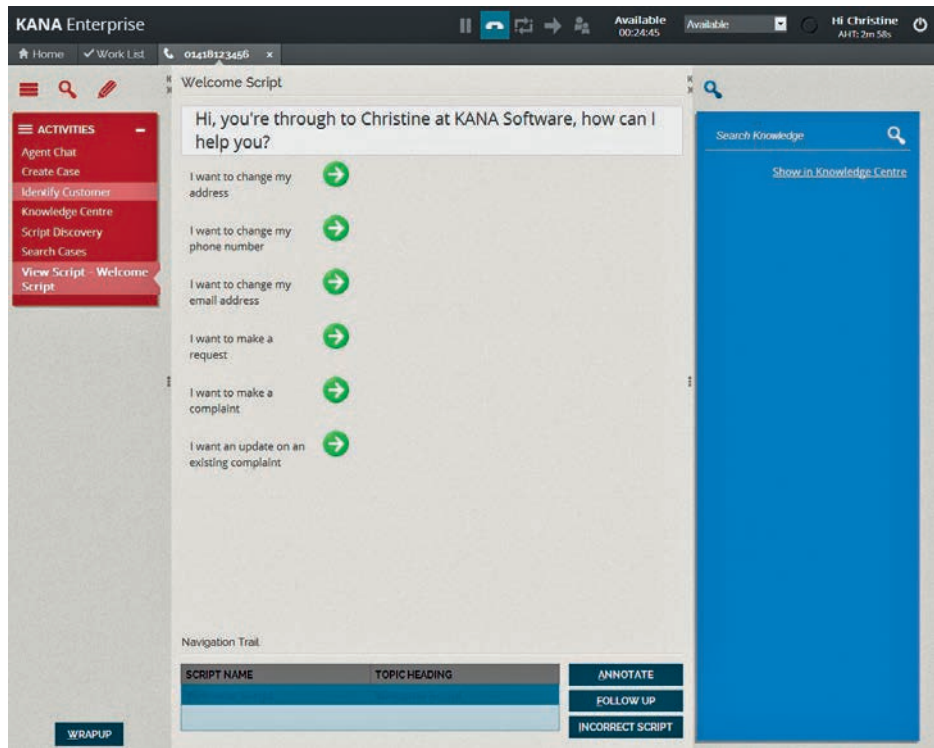 KANA Enterprise
Available
00:24:45
Available
Hi Christine
AHT: 2m 58s
Home
Work List
01418123456 x
ACTIVITIES
Agent Chat
Create Case
Identify Customer
Knowledge Centre
Script Discovery
Search Cases
View Script - Welcome
Script
WRAPUP
Welcome Script
Hi, you're through to Christine at KANA Software, how can I
help you?
I want to change my
address
I want to change my
phone number
I want to change my
email address
I want to make a
request
I want to make a
complaint
I want an update on an
existing complaint
Navigation Trail
SCRIPT NAME TOPIC HEADING
ANNOTATE
FOLLOW UP
INCORRECT SCRIPT
Search Knowledge
Show in Knowledge Centre